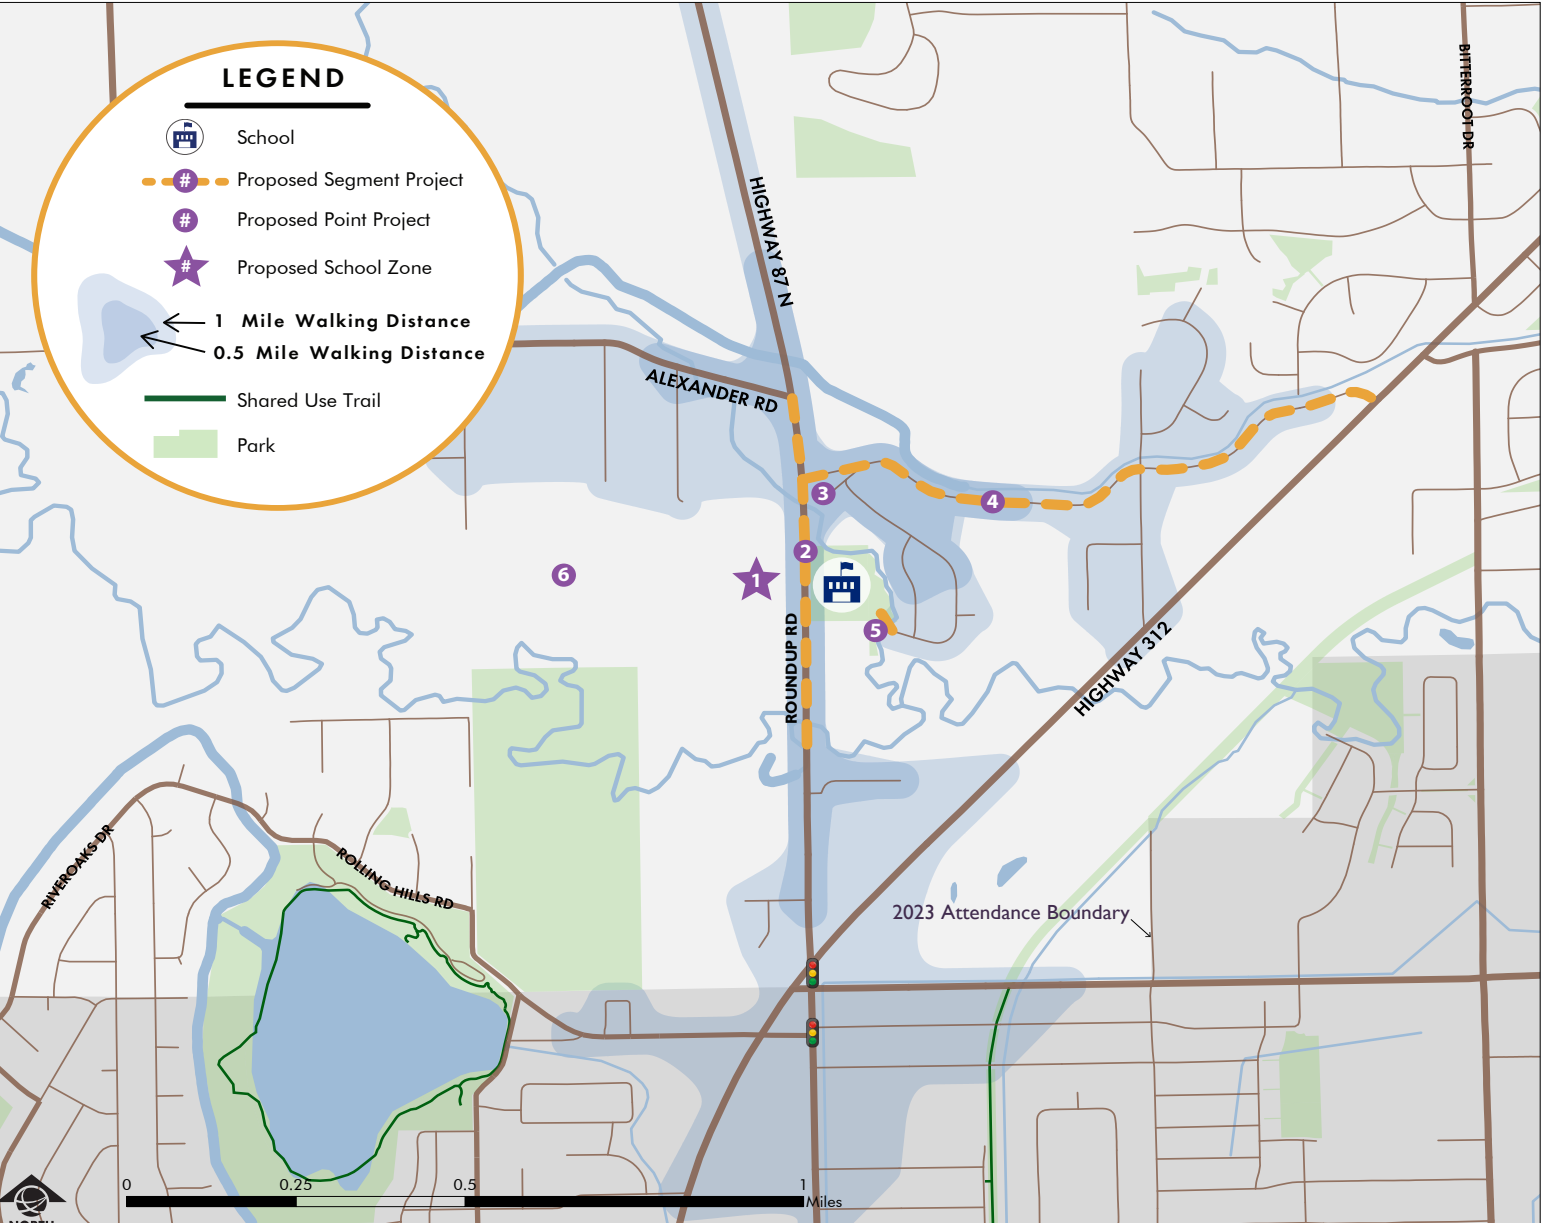 LEGEND
School
# Proposed Segment Project
# Proposed Point Project
# Proposed School Zone
1 Mile Walking Distance
0.5 Mile Walking Distance
Shared Use Trail
Park
BITTERROOT DR
HIGHWAY 87 N
ALEXANDER RD
3
4
2
6
1
5
ROUNDUP RD
HIGHWAY 312
RIVEROAKS DR
ROLLING HILLS RD
2023 Attendance Boundary
0 0.25 0.5 1
Miles
NORTH